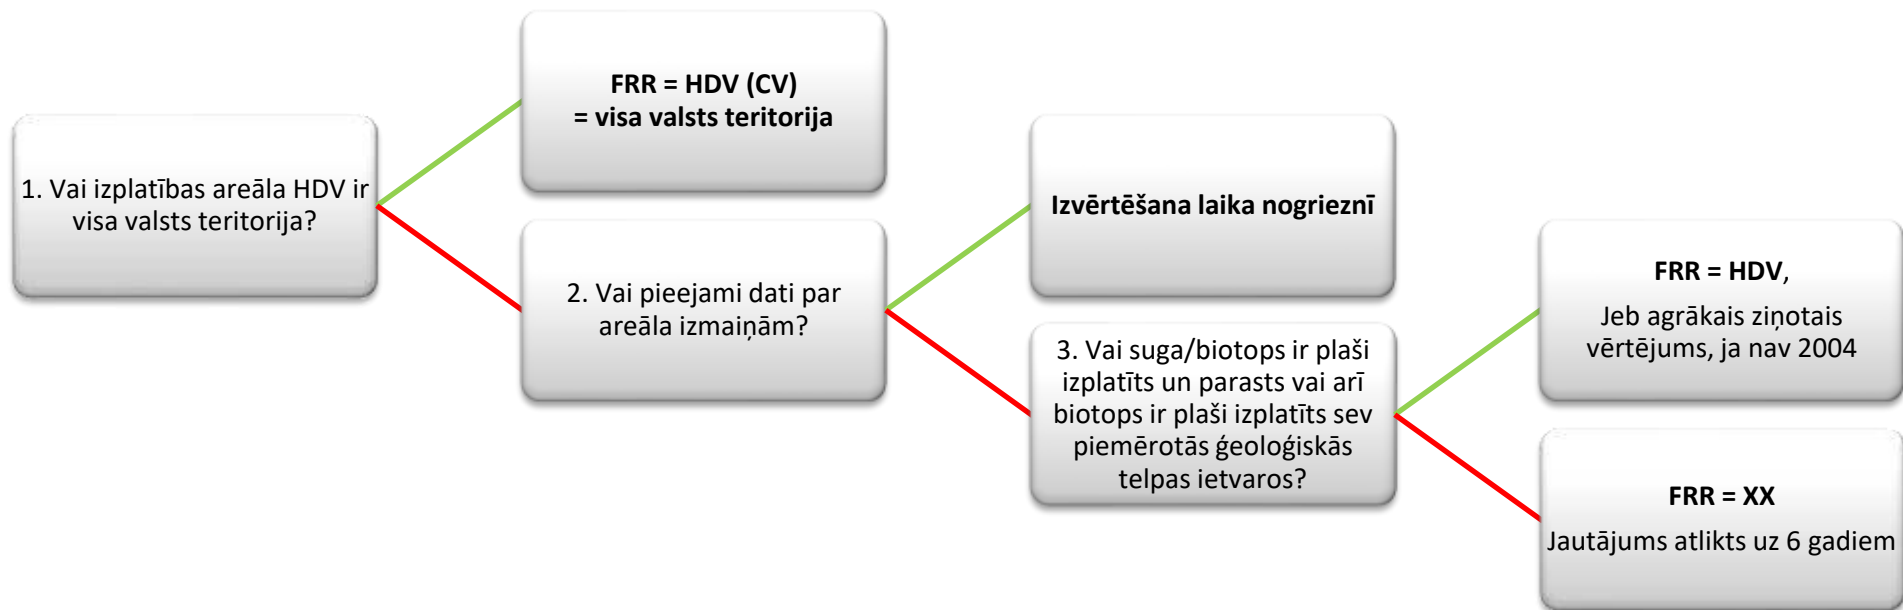 1. Vai izplatības areāla HDV ir
visa valsts teritorija?
FRR = HDV (CV)
= visa valsts teritorija
2. Vai pieejami dati par
areāla izmaiņām?
Izvērtēšana laika nogrieznī
3. Vai suga/biotops ir plaši
izplatīts un parasts vai arī
biotops ir plaši izplatīts sev
piemērotās ģeoloģiskās
telpas ietvaros?
FRR = HDV,
Jeb agrākais ziņotais
vērtējums, ja nav 2004
FRR = XX
Jautājums atlikts uz 6 gadiem